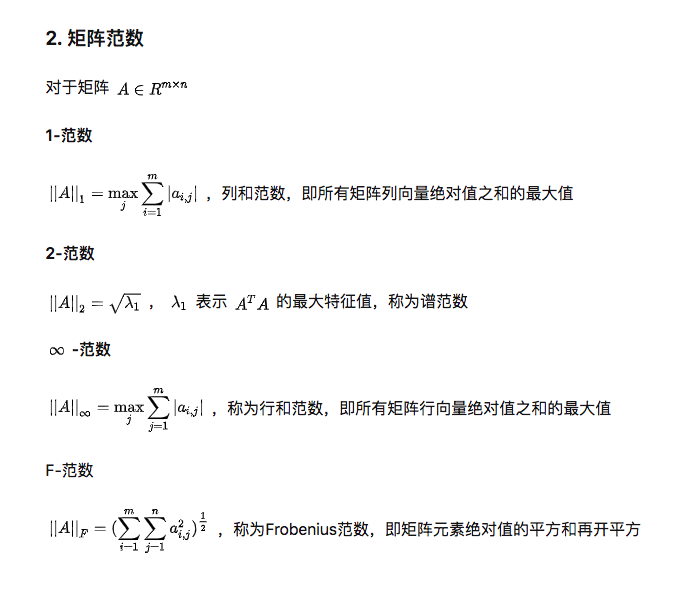 2. 矩阵范数
对于矩阵 $A \in R^{m \times n}$
1-范数
$||A||_1 = \max_j \sum_{i=1}^{m} |a_{i,j}|$ ，列和范数，即所有矩阵列向量绝对值之和的最大值
2-范数
$||A||_2 = \sqrt{\lambda_1}$ ， $\lambda_1$ 表示 $A^T A$ 的最大特征值，称为谱范数
$\infty$ -范数
$||A||_\infty = \max_j \sum_{j=1}^{m} |a_{i,j}|$ ，称为行和范数，即所有矩阵行向量绝对值之和的最大值
F-范数
$||A||_F = (\sum_{i-1}^{m} \sum_{j-1}^{n} a_{i,j}^2)^{\frac{1}{2}}$ ，称为Frobenius范数，即矩阵元素绝对值的平方和再开平方